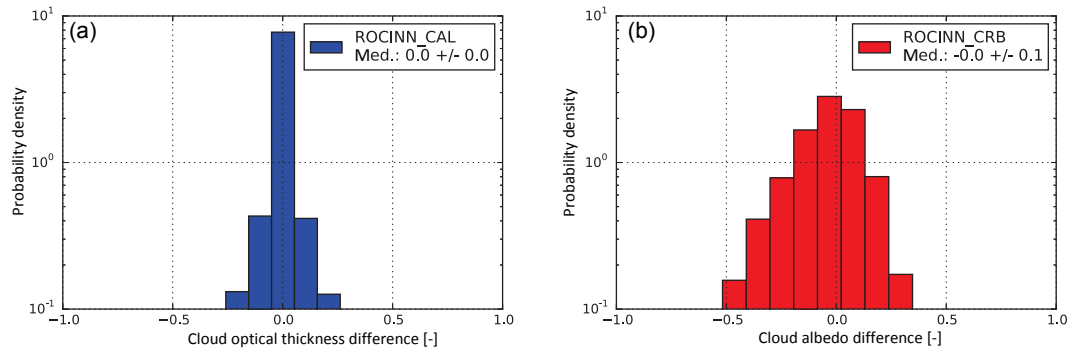 (a)
ROCINN_CAL
Med.: 0.0 +/- 0.0
Probability density
10^1
10^0
10^-1
−1.0 −0.5 0.0 0.5 1.0
Cloud optical thickness difference [-]
(b)
ROCINN_CRB
Med.: -0.0 +/- 0.1
Probability density
10^1
10^0
10^-1
−1.0 −0.5 0.0 0.5 1.0
Cloud albedo difference [-]